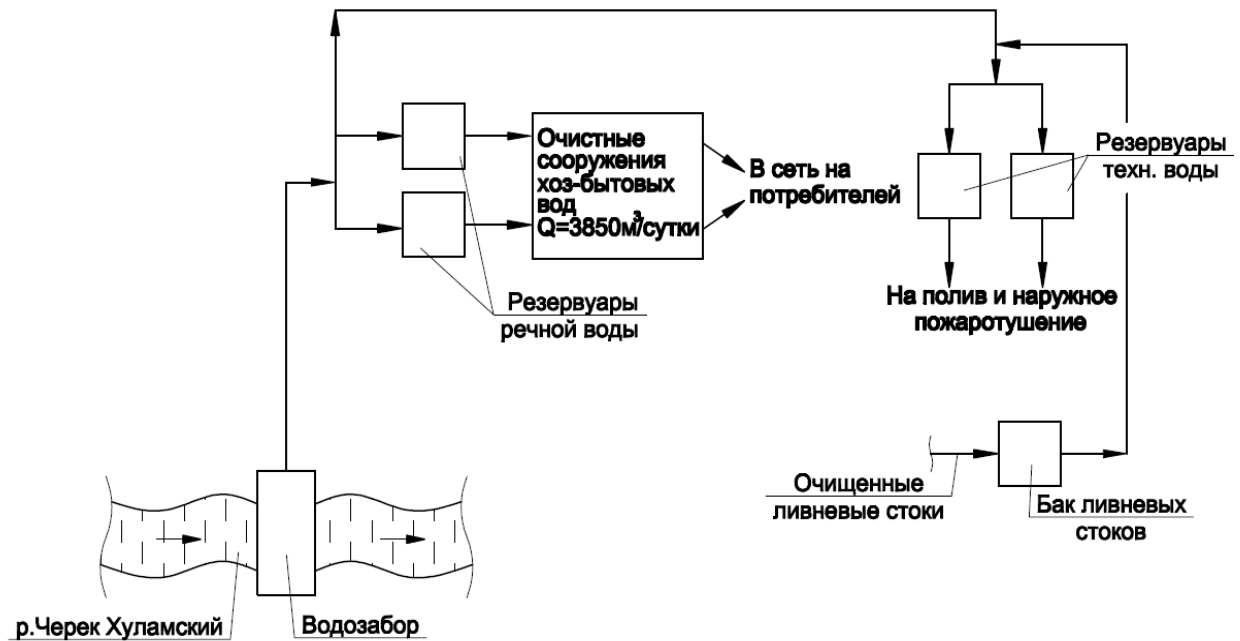 Очистные
сооружения
хоз-бытовых
вод
Q=3850м³/сутки
В сеть на
потребителей
Резервуары
техн. воды
Резервуары
речной воды
На полив и наружное
пожаротушение
Очищенные
ливневые стоки
Бак ливневых
стоков
р.Черек Хуламский
Водозабор